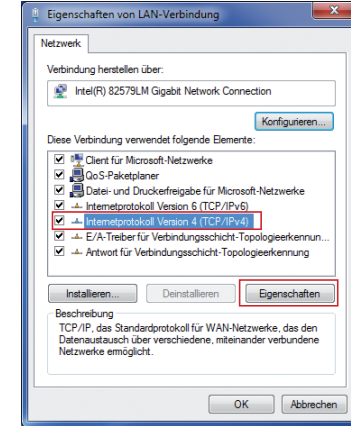 Eigenschaften von LAN-Verbindung
Netzwerk
Verbindung herstellen über:
Intel(R) 82579LM Gigabit Network Connection
Konfigurieren...
Diese Verbindung verwendet folgende Elemente:
Client für Microsoft-Netzwerke
QoS-Paketplaner
Datei- und Druckerfreigabe für Microsoft-Netzwerke
Internetprotokoll Version 6 (TCP/IPv6)
Internetprotokoll Version 4 (TCP/IPv4)
E/A-Treiber für Verbindungsschicht-Topologieerkennun...
Antwort für Verbindungsschicht-Topologieerkennung
Installieren... Deinstallieren Eigenschaften
Beschreibung
TCP/IP, das Standardprotokoll für WAN-Netzwerke, das den
Datenaustausch über verschiedene, miteinander verbundene
Netzwerke ermöglicht.
OK Abbrechen